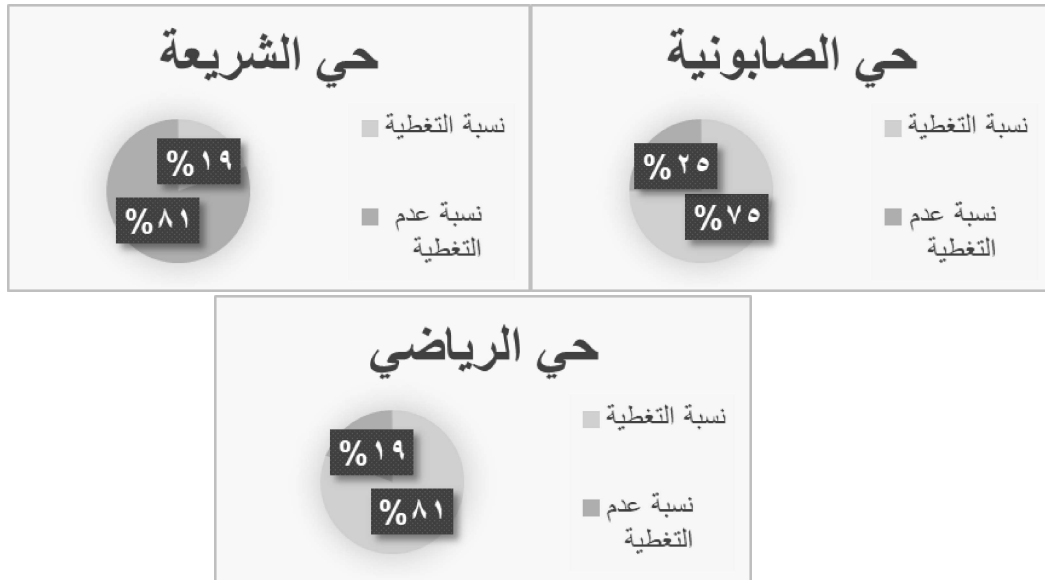 حي الصابونية
نسبة التغطية
نسبة عدم
التغطية
%٢٥
%٧٥
حي الشريعة
نسبة التغطية
نسبة عدم
التغطية
%١٩
%٨١
حي الرياضي
نسبة التغطية
نسبة عدم
التغطية
%١٩
%٨١